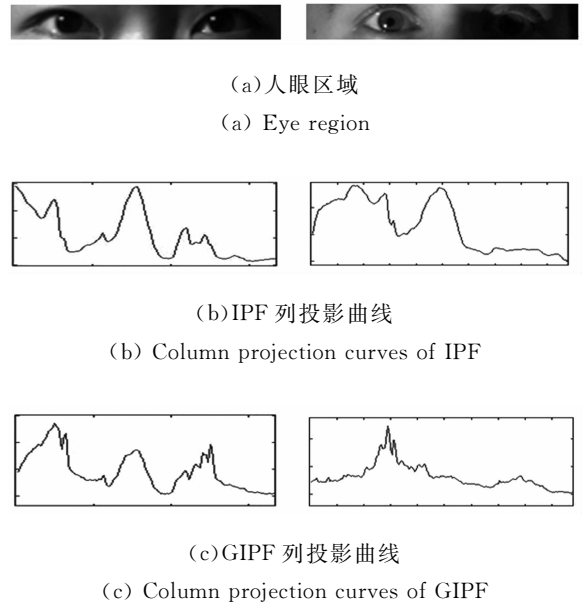 (a)人眼区域
(a) Eye region
(b)IPF 列投影曲线
(b) Column projection curves of IPF
(c)GIPF 列投影曲线
(c) Column projection curves of GIPF